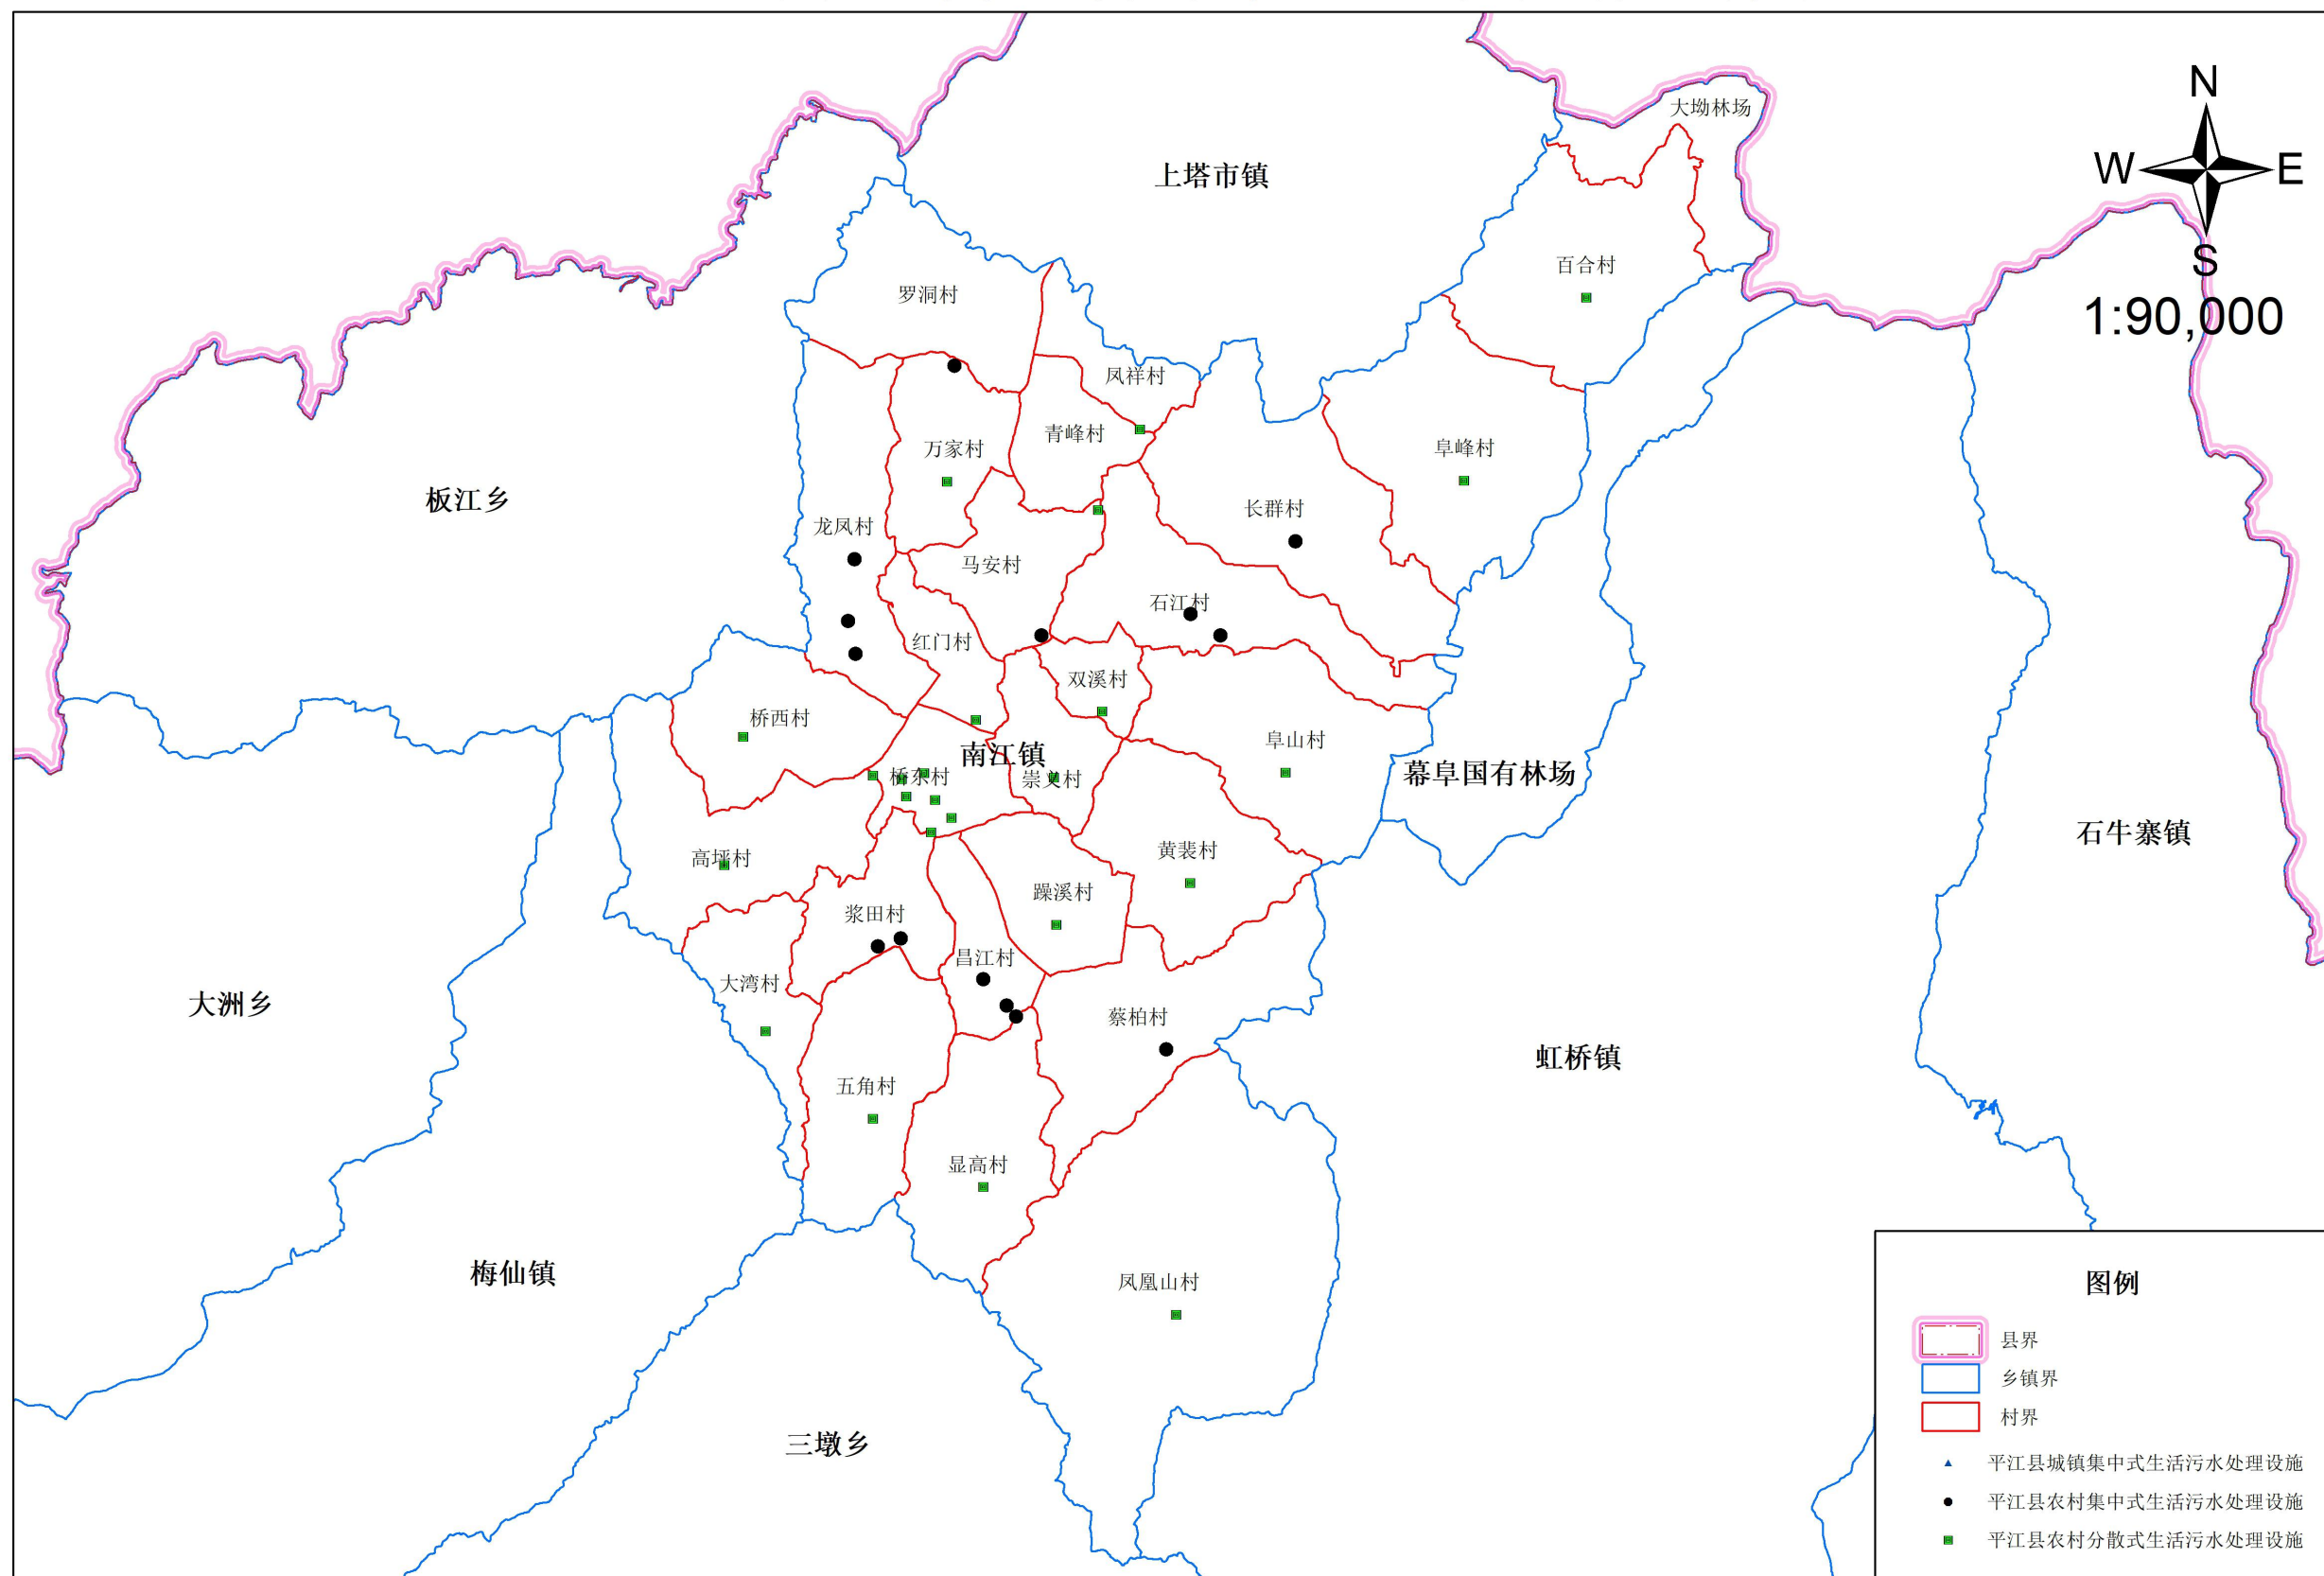 大坳林场
N
W
E
S
1:90,000
上塔市镇
百合村
罗洞村
凤祥村
青峰村
万家村
阜峰村
板江乡
长群村
龙凤村
马安村
石江村
红门村
双溪村
桥西村
阜山村
南江镇
幕阜国有林场
桥东村
崇义村
石牛寨镇
黄裴村
高坪村
躁溪村
浆田村
昌江村
大湾村
大洲乡
蔡柏村
虹桥镇
五角村
显高村
梅仙镇
凤凰山村
三墩乡
图例
县界
乡镇界
村界
平江县城镇集中式生活污水处理设施
平江县农村集中式生活污水处理设施
平江县农村分散式生活污水处理设施